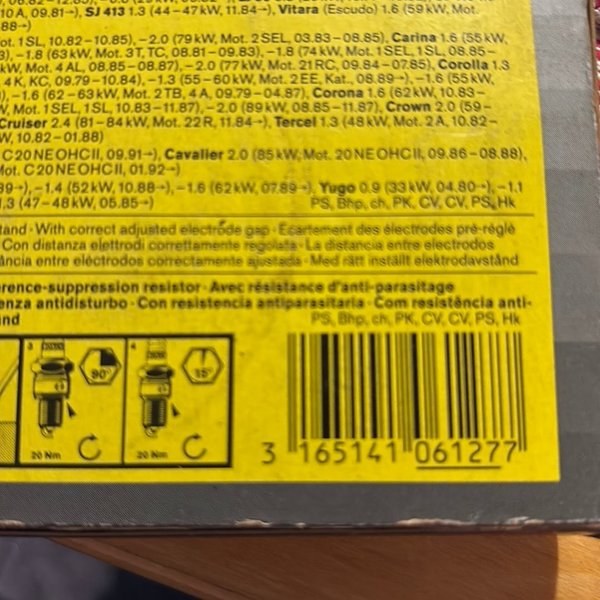 10 A, 09.81→), SJ 413 1.3 (44-47 kW, 11.84→), Vitara (Escudo) 1.6 (59 kW, Mot.
88→)
ot. 1 SL, 10.82-10.85), -2.0 (79 kW, Mot. 2 SEL, 03.83-08.85), Carina 1.6 (55 kW,
), -1.8 (63 kW, Mot. 3 T, TC, 08.81-09.83), -1.8 (74 kW, Mot. 1 SEL, 1 SL, 08.85-
kW, Mot. 4 AL, 08.85-08.87), -2.0 (77 kW, Mot. 21 RC, 09.84-07.85), Corolla 1.3
4 K, KC, 09.79-10.84), -1.3 (55-60 kW, Mot. 2 EE, Kat., 08.89→), -1.6 (55 kW,
), -1.6 (62-63 kW, Mot. 2 TB, 4 A, 09.79-04.87), Corona 1.6 (62 kW, 10.83-
W, Mot. 1 SEL, 1 SL, 10.83-11.87), -2.0 (89 kW, 08.85-11.87), Crown 2.0 (59-
Cruiser 2.4 (81-84 kW, Mot. 22 R, 11.84→), Tercel 1.3 (48 kW, Mot. 2 A, 10.82-
W, 10.82-01.88)
C 20 NE OHC II, 09.91→), Cavalier 2.0 (85 kW, Mot. 20 NE OHC II, 09.86-08.88),
Mot. C 20 NE OHC II, 01.92→)
89→), -1.4 (52 kW, 10.88→), -1.6 (62 kW, 07.89→), Yugo 0.9 (33 kW, 04.80→), -1.1
1.3 (47-48 kW, 05.85→) PS, Bhp, ch, PK, CV, CV, PS, Hk
tand · With correct adjusted electrode gap · Ecartement des électrodes pré-réglé
Con distanza elettrodi correttamente regolata · La distancia entre electrodos
ância entre eléctrodos correctamente ajustada · Med rätt inställt elektrodavstånd
erence-suppression resistor · Avec résistance d'anti-parasitage
enza antidisturbo · Con resistencia antiparasitaria · Com resistência anti-
nd PS, Bhp, ch, PK, CV, CV, PS, Hk
3 90° 4 15°
20 Nm 20 Nm
3 165141 061277